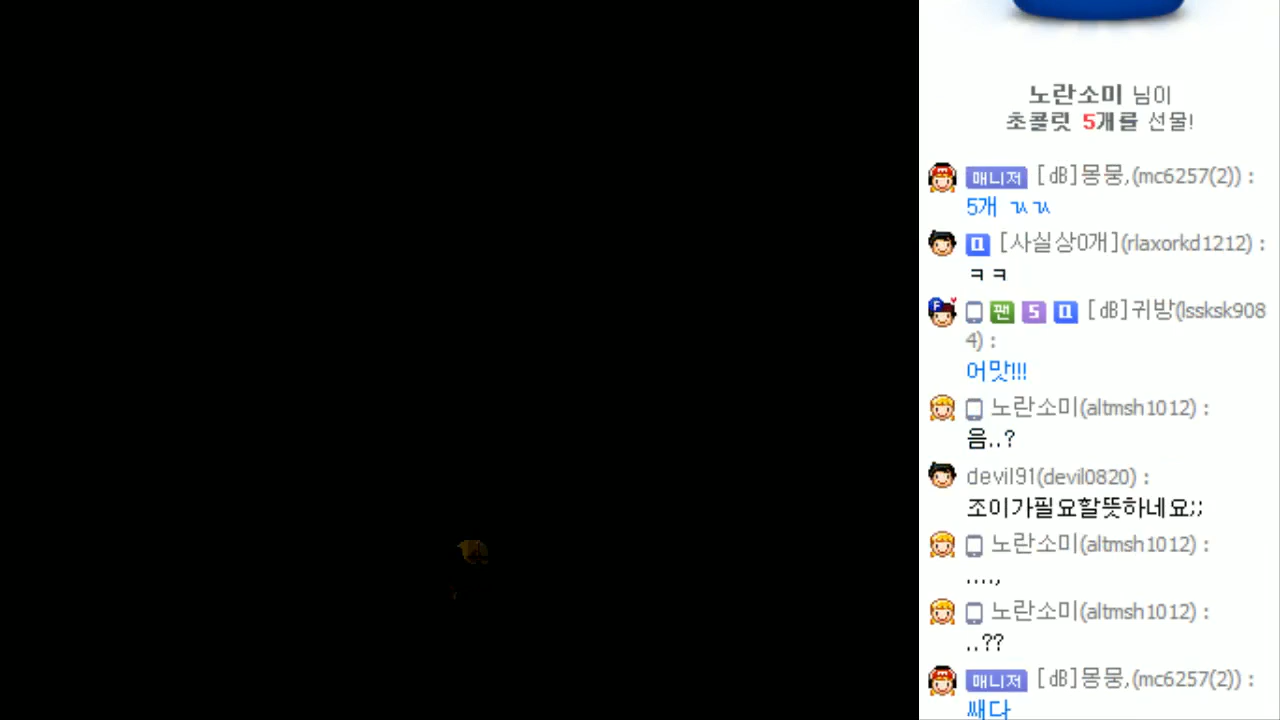 노란소미 님이
초콜릿 5개를 선물!
매니저 [dB]몽뭉,(mc6257(2)) :
5개 ㄳㄳ
[사실상0개](rlaxorkd1212) :
ㅋㅋ
팬 5 [dB]귀방(lssksk908
4) :
어맛!!!
노란소미(altmsh1012) :
음..?
devil91(devil0820) :
조이가필요할뜻하네요;;
노란소미(altmsh1012) :
....,
노란소미(altmsh1012) :
..??
매니저 [dB]몽뭉,(mc6257(2)) :
쌔다